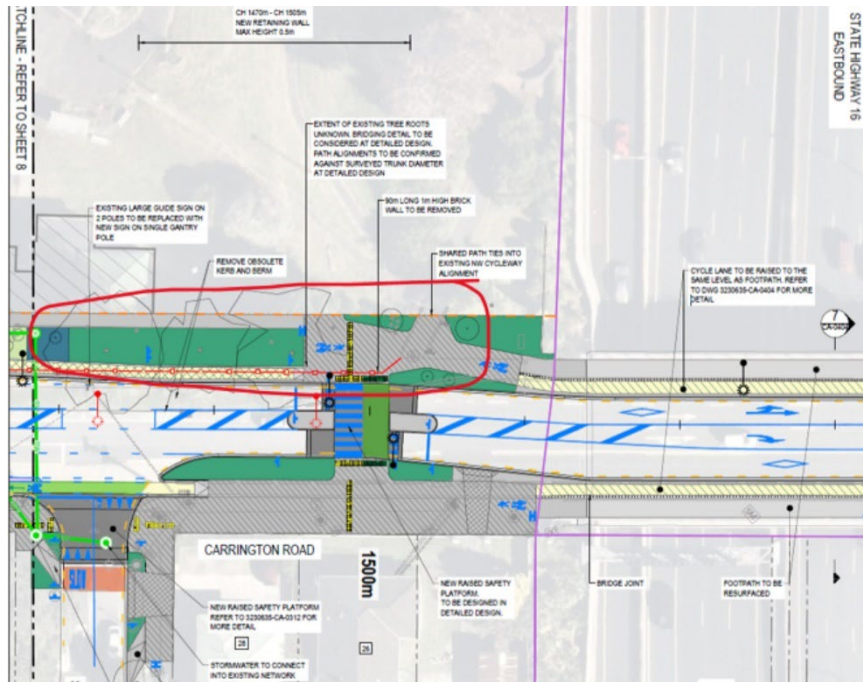 CH 1470m - CH 1505m
NEW RETAINING WALL
MAX HEIGHT 0.5m
STATE HIGHWAY 16
EASTBOUND
TCHLINE - REFER TO SHEET 8
EXTENT OF EXISTING TREE ROOTS
UNKNOWN. BRIDGING DETAIL TO BE
CONSIDERED AT DETAILED DESIGN.
PATH ALIGNMENTS TO BE CONFIRMED
AGAINST SURVEYED TRUNK DIAMETER
AT DETAILED DESIGN
EXISTING LARGE GUIDE SIGN ON
2 POLES TO BE REPLACED WITH
NEW SIGN ON SINGLE GANTRY
POLE
90m LONG 1m HIGH BRICK
WALL TO BE REMOVED
REMOVE OBSOLETE
KERB AND BERM
SHARED PATH TIES INTO
EXISTING NW CYCLEWAY
ALIGNMENT
CYCLE LANE TO BE RAISED TO THE
SAME LEVEL AS FOOTPATH. REFER
TO DWG 3230635-CA-0404 FOR MORE
DETAIL
7
CA-0404
CARRINGTON ROAD
1500m
NEW RAISED SAFETY PLATFORM
REFER TO 3230635-CA-0312 FOR
MORE DETAIL
26
26
NEW RAISED SAFETY
PLATFORM.
TO BE DESIGNED IN
DETAILED DESIGN.
BRIDGE JOINT
FOOTPATH TO BE
RESURFACED
STORMWATER TO CONNECT
INTO EXISTING NETWORK